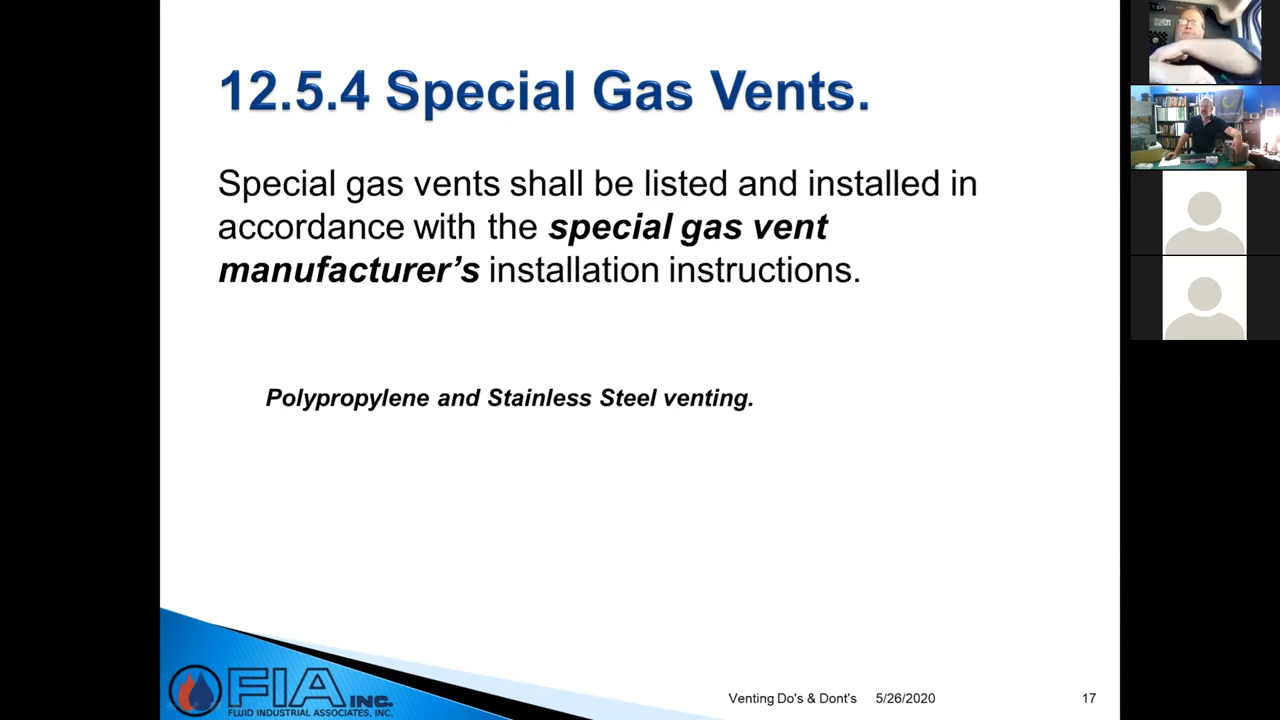 12.5.4 Special Gas Vents.
Special gas vents shall be listed and installed in
accordance with the special gas vent
manufacturer's installation instructions.
Polypropylene and Stainless Steel venting.
FIA INC.
FLUID INDUSTRIAL ASSOCIATES, INC.
Venting Do's & Dont's 5/26/2020 17